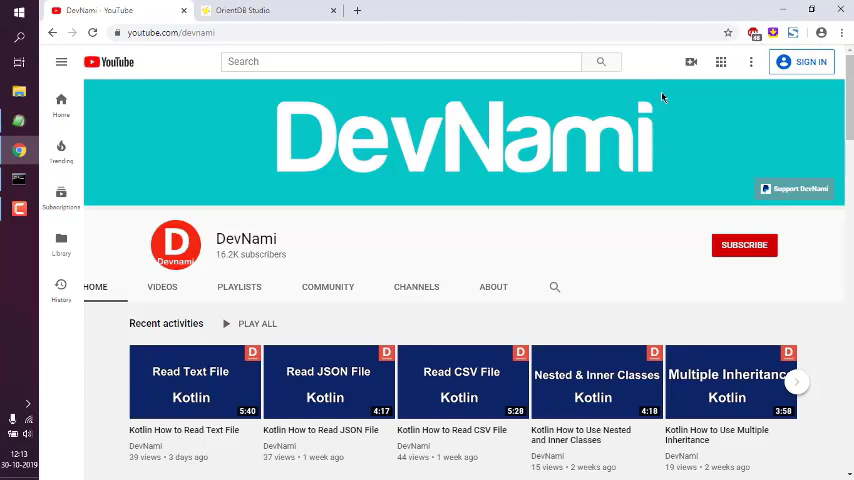 DevNami - YouTube
OrientDB Studio
youtube.com/devnami
48
YouTube
Search
SIGN IN
Home
Trending
Subscriptions
Library
History
DevNami
Support DevNami
D
Devnami
DevNami
16.2K subscribers
SUBSCRIBE
HOME
VIDEOS
PLAYLISTS
COMMUNITY
CHANNELS
ABOUT
Recent activities
PLAY ALL
D
Read Text File
Kotlin
5:40
D
Read JSON File
Kotlin
4:17
D
Read CSV File
Kotlin
5:28
D
Nested & Inner Classes
Kotlin
4:18
D
Multiple Inheritance
Kotlin
3:58
Kotlin How to Read Text File
DevNami
39 views • 3 days ago
Kotlin How to Read JSON File
DevNami
37 views • 1 week ago
Kotlin How to Read CSV File
DevNami
44 views • 1 week ago
Kotlin How to Use Nested
and Inner Classes
DevNami
15 views • 2 weeks ago
Kotlin How to Use Multiple
Inheritance
DevNami
19 views • 2 weeks ago
12:13
30-10-2019